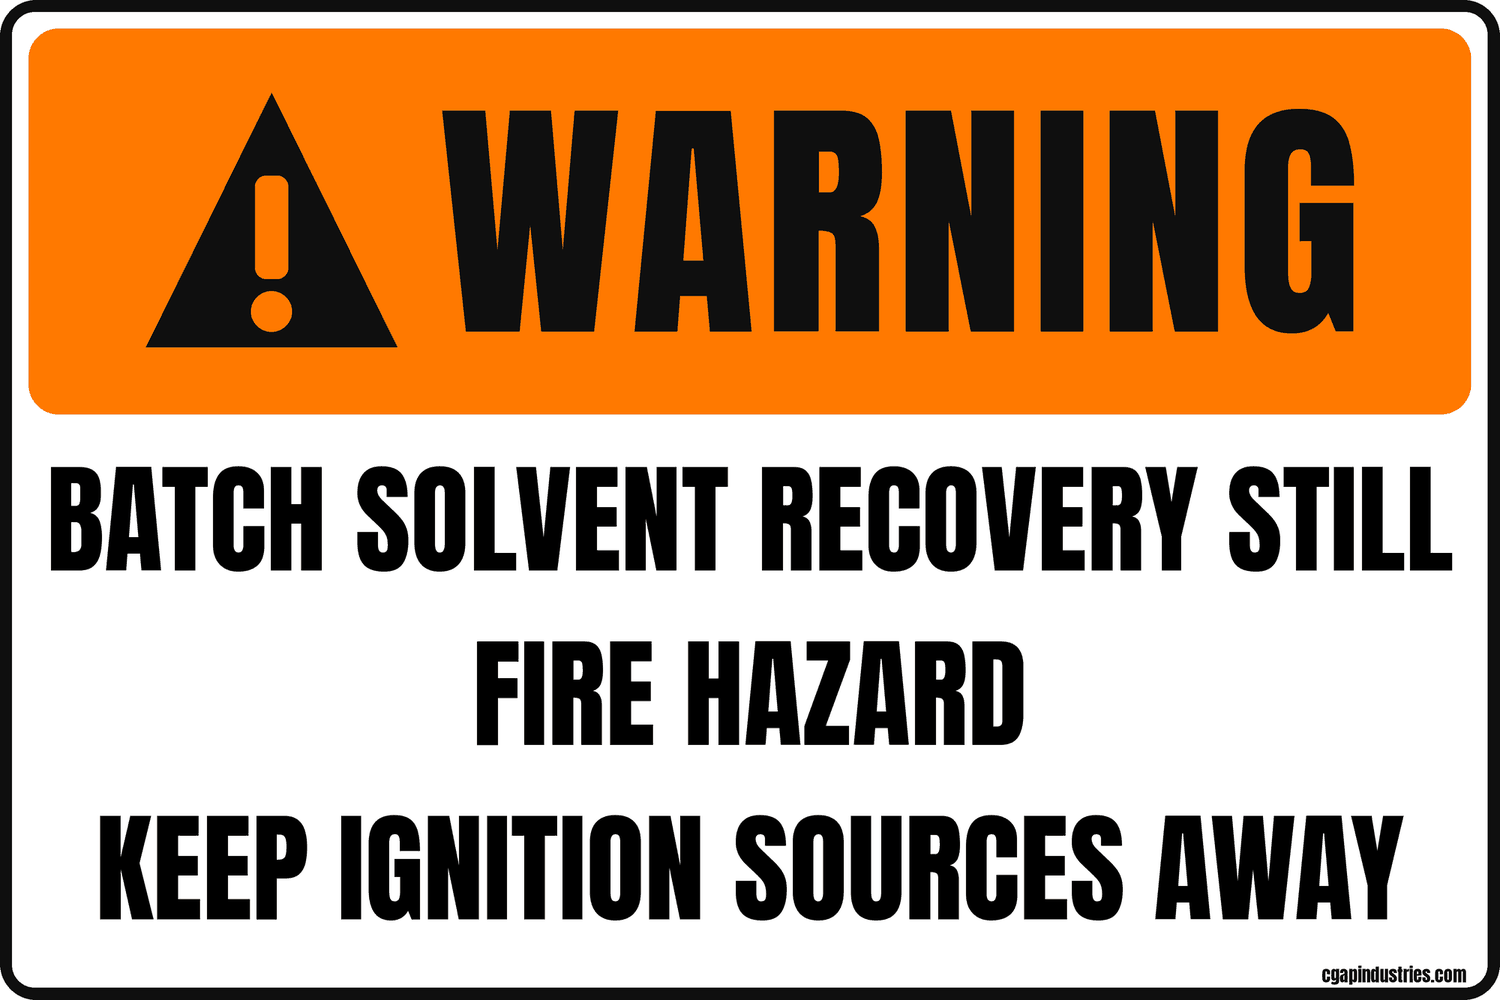 WARNING
BATCH SOLVENT RECOVERY STILL
FIRE HAZARD
KEEP IGNITION SOURCES AWAY
cgapindustries.com